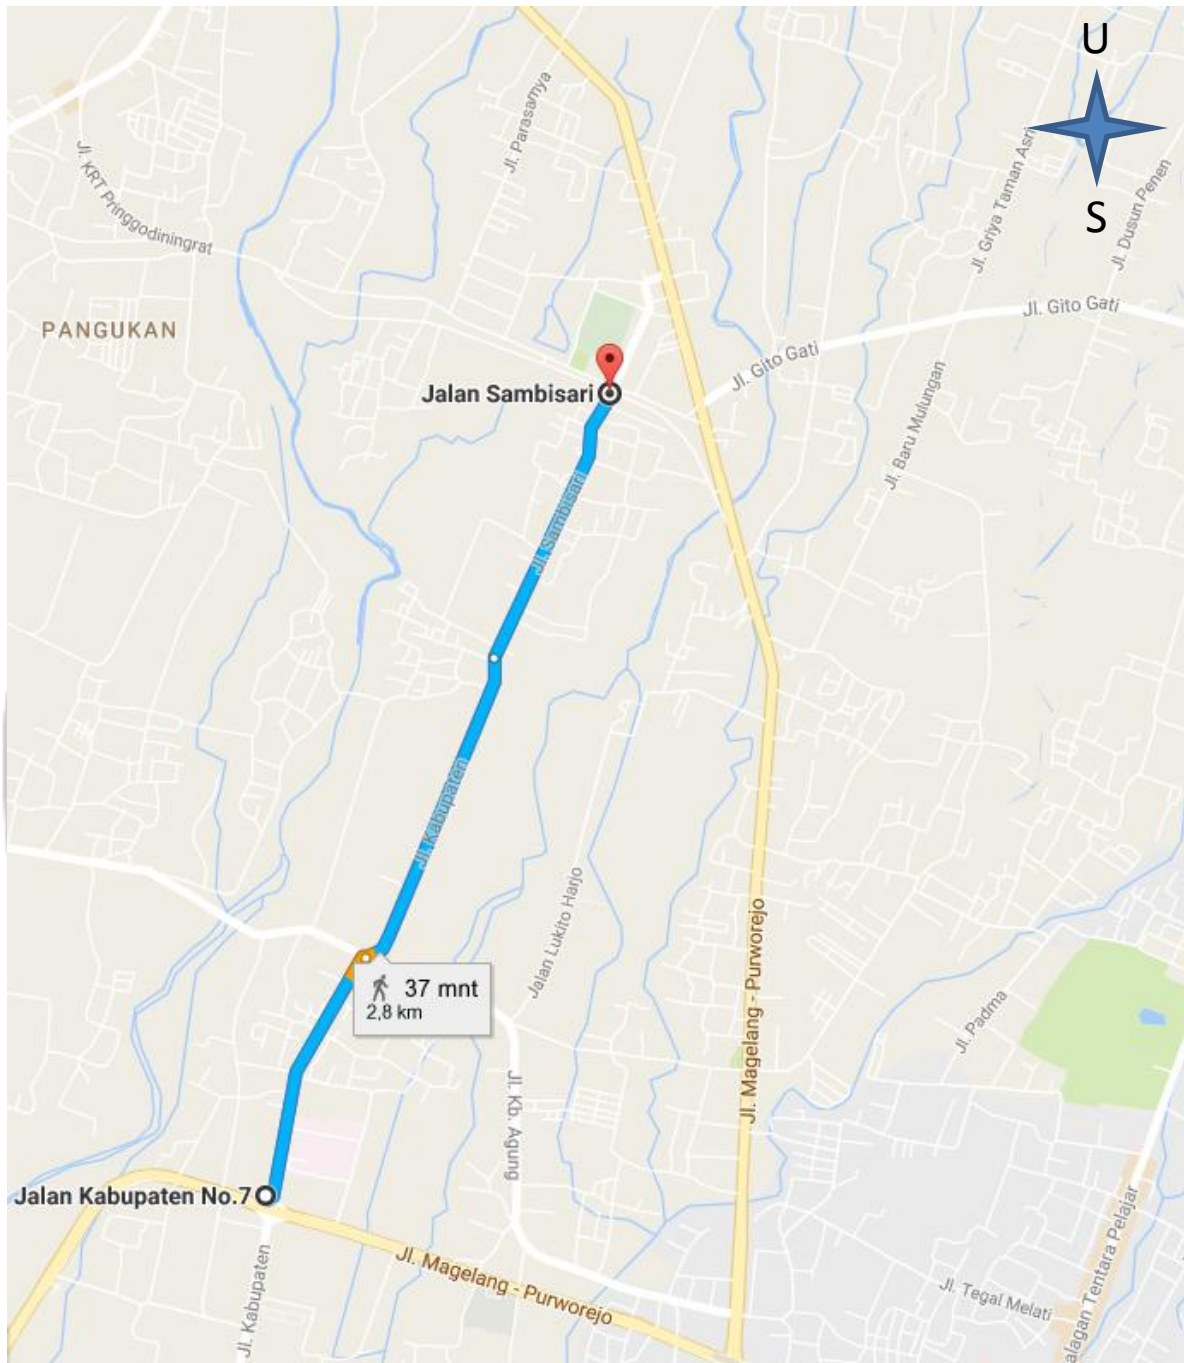 U
S
Jl. Parasamya
Jl. KRT Pringgodiningrat
Jl. Griya Taman Asri
Jl. Dusun Penen
PANGUKAN
Jl. Gito Gati
Jl. Gito Gati
Jalan Sambisari
Jl. Baru Mulungan
Jl. Sambisari
Jl. Kabupaten
Jalan Lukito Harjo
Jl. Magelang - Purworejo
37 mnt
2,8 km
Jl. Padma
Jl. Kb. Agung
Jalan Kabupaten No.7
Jl. Kabupaten
Jl. Magelang - Purworejo
Jl. Tegal Melati
alagan Tentara Pelajar